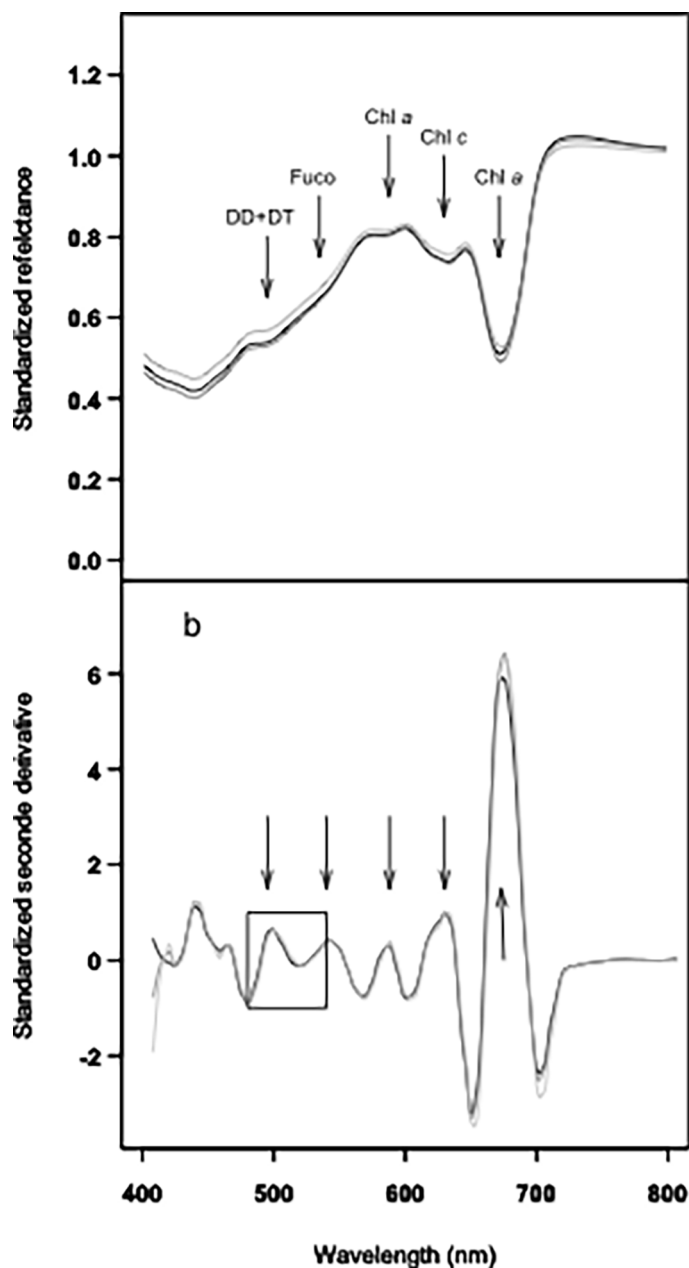 1.2
1.0
0.8
0.6
0.4
0.2
0.0
Standardized refelctance
DD+DT
Fuco
Chl a
Chl c
Chl a
b
6
4
2
0
-2
Standardized seconde derivative
400 500 600 700 800
Wavelength (nm)